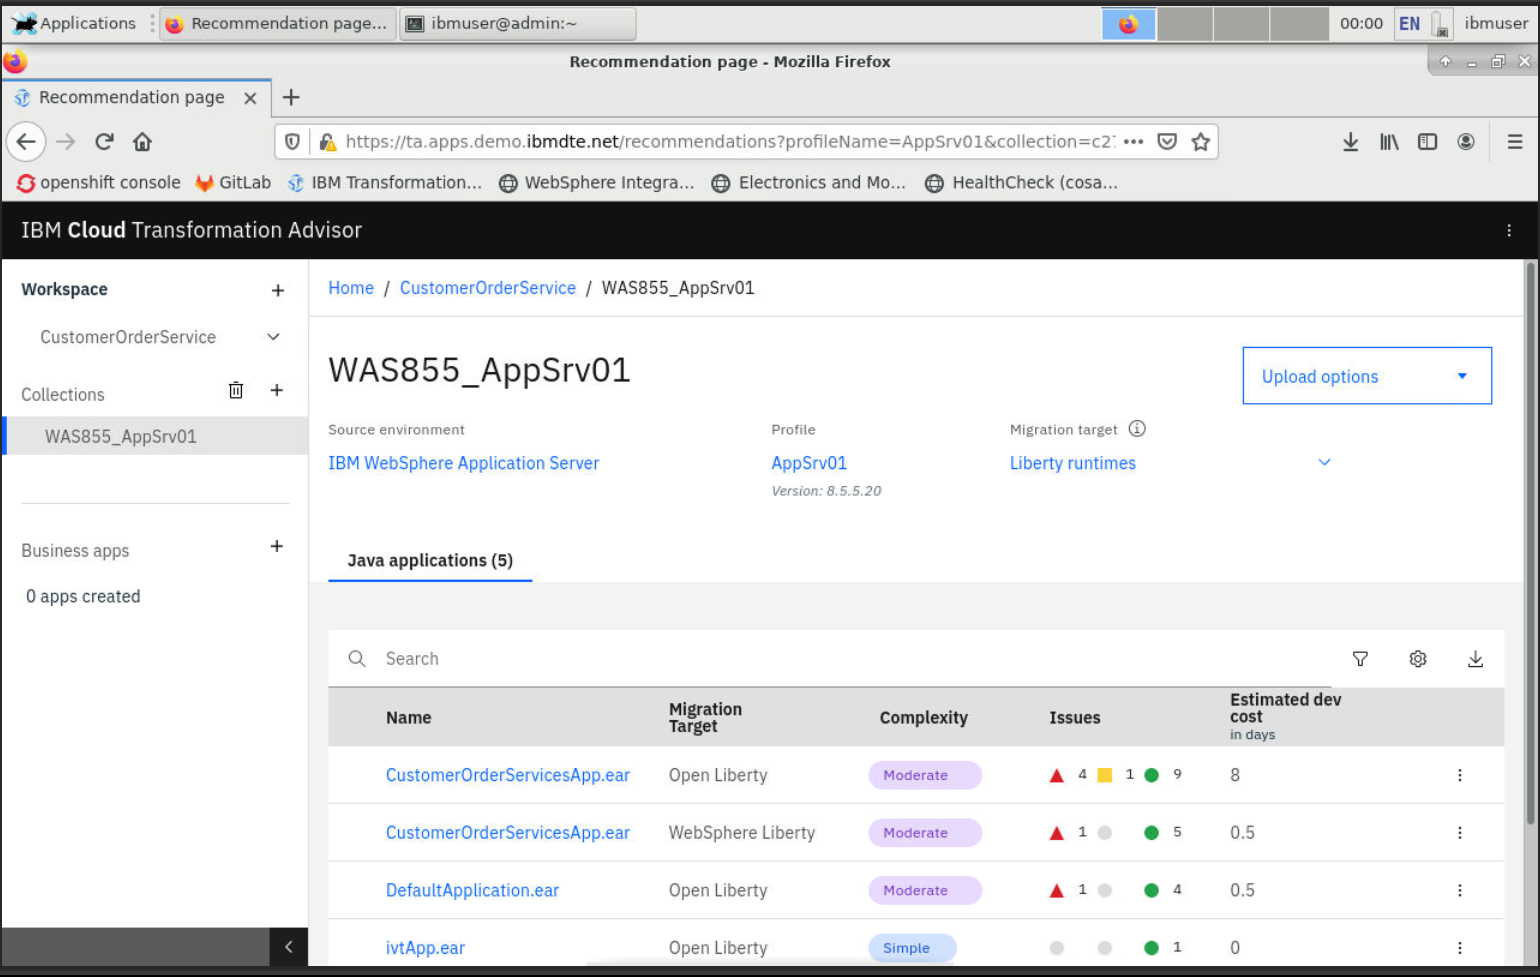 Applications
Recommendation page...
ibmuser@admin:~
00:00
EN
ibmuser
Recommendation page - Mozilla Firefox
Recommendation page
https://ta.apps.demo.ibmdte.net/recommendations?profileName=AppSrv01&collection=c2
openshift console
GitLab
IBM Transformation...
WebSphere Integra...
Electronics and Mo...
HealthCheck (cosa...
IBM Cloud Transformation Advisor
Workspace
CustomerOrderService
Collections
WAS855_AppSrv01
Business apps
0 apps created
Home / CustomerOrderService / WAS855_AppSrv01
WAS855_AppSrv01
Upload options
Source environment
IBM WebSphere Application Server
Profile
AppSrv01
Version: 8.5.5.20
Migration target
Liberty runtimes
Java applications (5)
Search
Name
Migration
Target
Complexity
Issues
Estimated dev
cost
in days
CustomerOrderServicesApp.ear Open Liberty Moderate 4 1 9 8
CustomerOrderServicesApp.ear WebSphere Liberty Moderate 1 5 0.5
DefaultApplication.ear Open Liberty Moderate 1 4 0.5
ivtApp.ear Open Liberty Simple 1 0